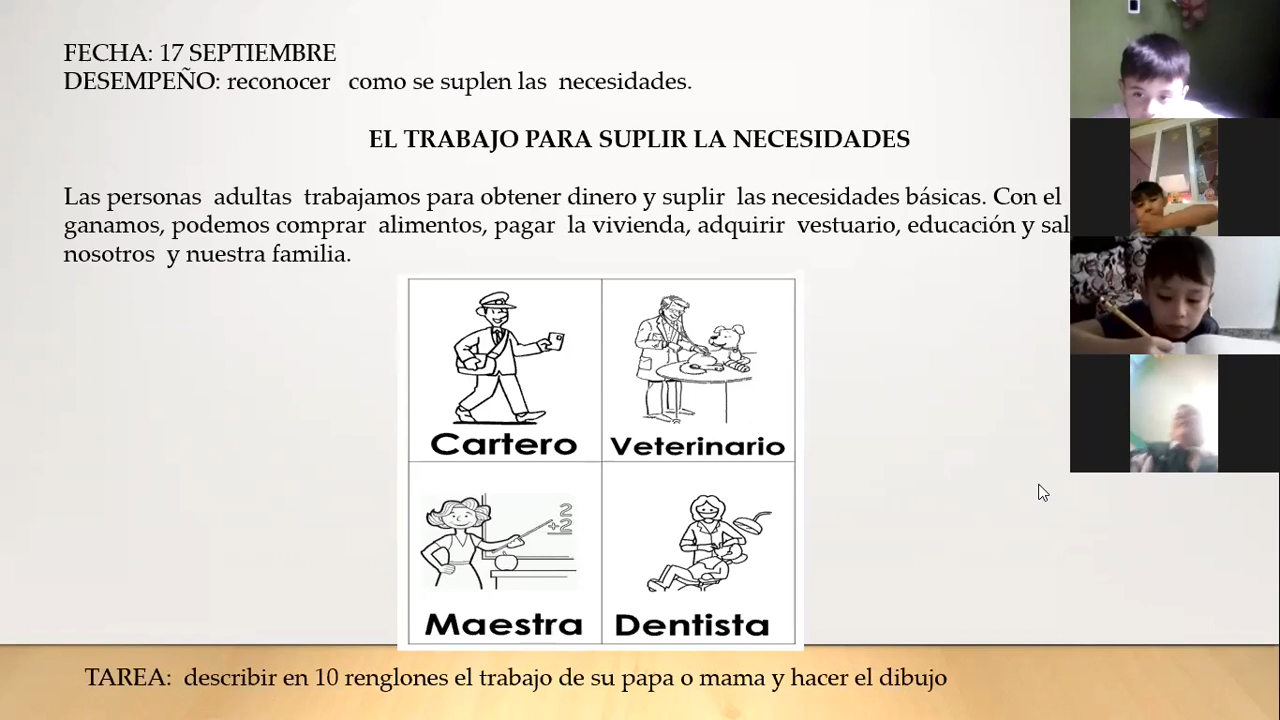 FECHA: 17 SEPTIEMBRE
DESEMPEÑO: reconocer como se suplen las necesidades.
EL TRABAJO PARA SUPLIR LA NECESIDADES
Las personas adultas trabajamos para obtener dinero y suplir las necesidades básicas. Con el
ganamos, podemos comprar alimentos, pagar la vivienda, adquirir vestuario, educación y sal
nosotros y nuestra familia.
Cartero
Veterinario
2
+2
Maestra
Dentista
TAREA: describir en 10 renglones el trabajo de su papa o mama y hacer el dibujo